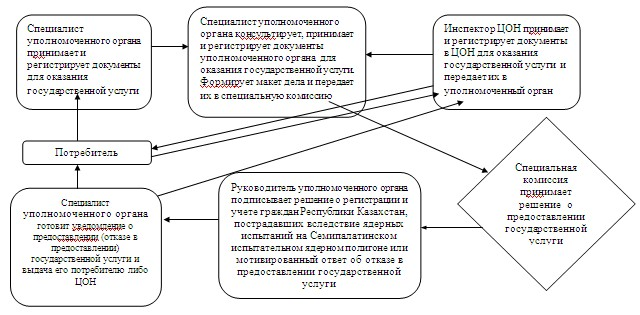 Специалист
уполномоченного органа
принимает и
регистрирует документы
для оказания
государственной услуги
Специалист уполномоченного
органа консультирует, принимает
и регистрирует документы
уполномоченного органа для
оказания государственной услуги.
Формирует макет дела и передает
их в специальную комиссию
Инспектор ЦОН принимает
и регистрирует документы
в ЦОН для оказания
государственной услуги и
передает их в
уполномоченный орган
Потребитель
Специалист
уполномоченного органа
готовит уведомление о
предоставлении (отказе в
предоставлении)
государственной услуги и
выдача его потребителю либо
ЦОН
Руководитель уполномоченного органа
подписывает решение о регистрации и
учете граждан Республики Казахстан,
пострадавших вследствие ядерных
испытаний на Семипалатинском
испытательном ядерном полигоне или
мотивированный ответ об отказе в
предоставлении государственной
услуги
Специальная
комиссия
принимает
решение о
предоставлении
государственной
услуги